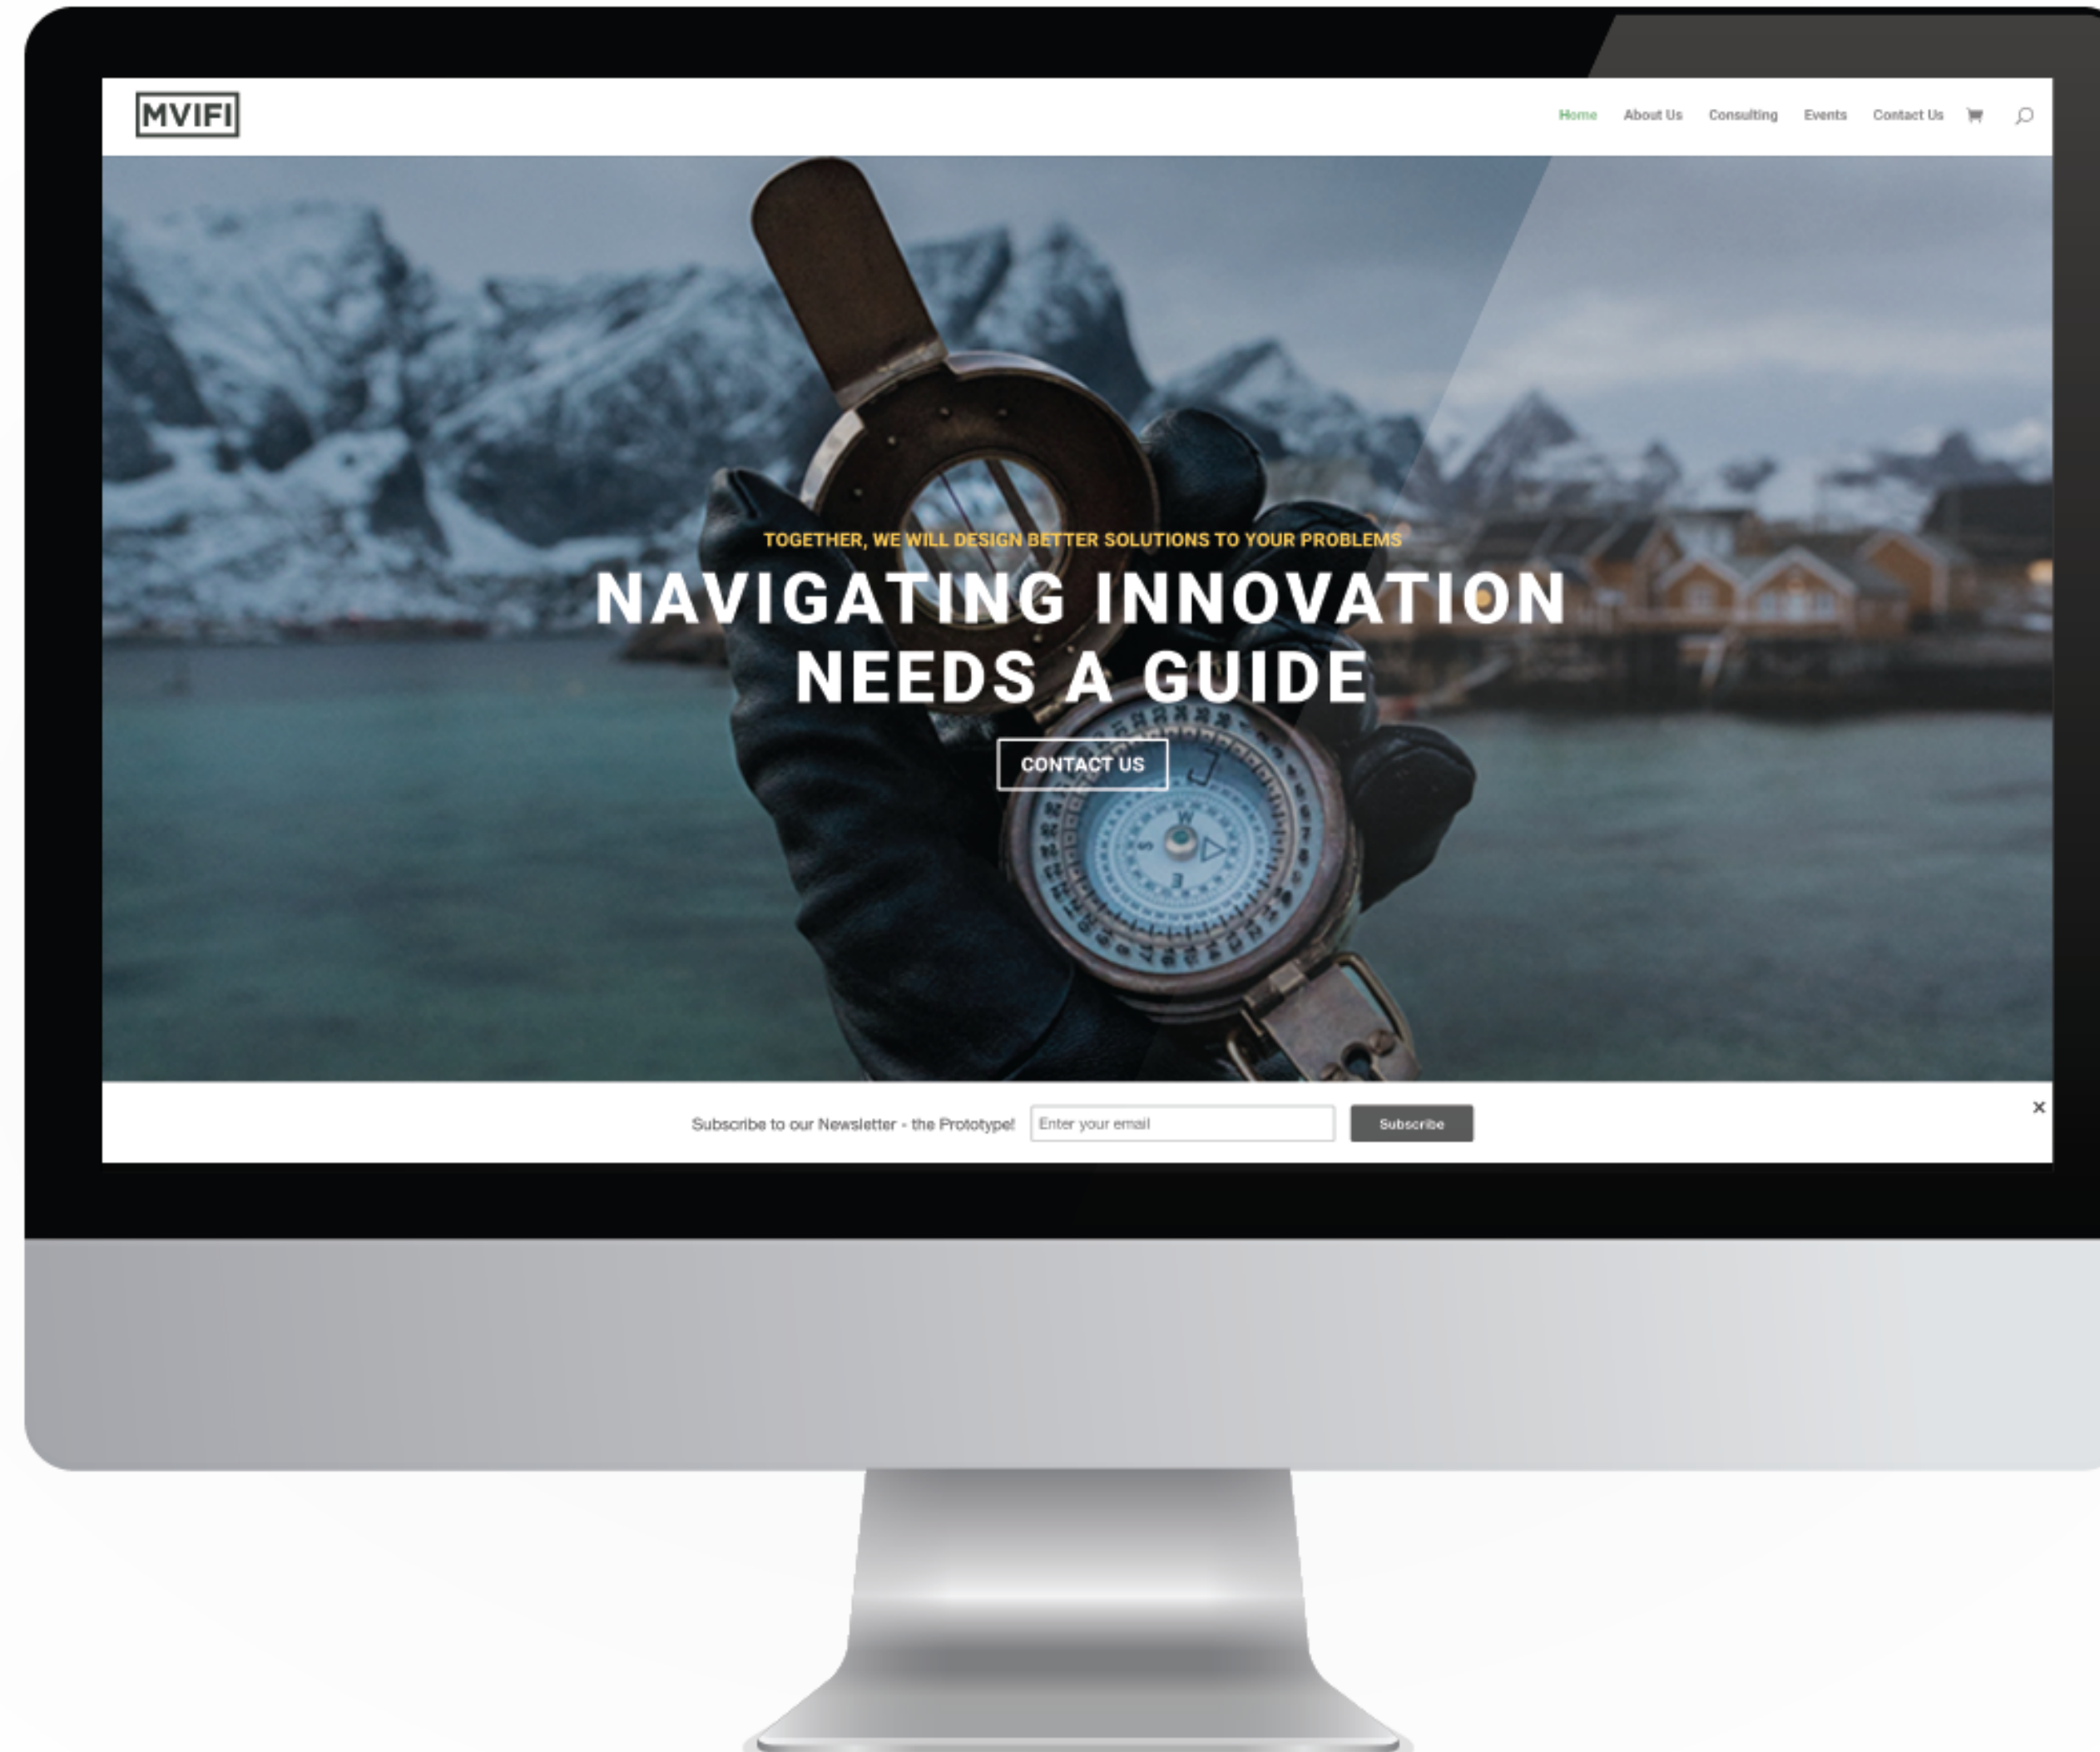 MVIFI
Home About Us Consulting Events Contact Us
TOGETHER, WE WILL DESIGN BETTER SOLUTIONS TO YOUR PROBLEMS
NAVIGATING INNOVATION
NEEDS A GUIDE
CONTACT US
W
S
E
Subscribe to our Newsletter - the Prototype! Enter your email Subscribe